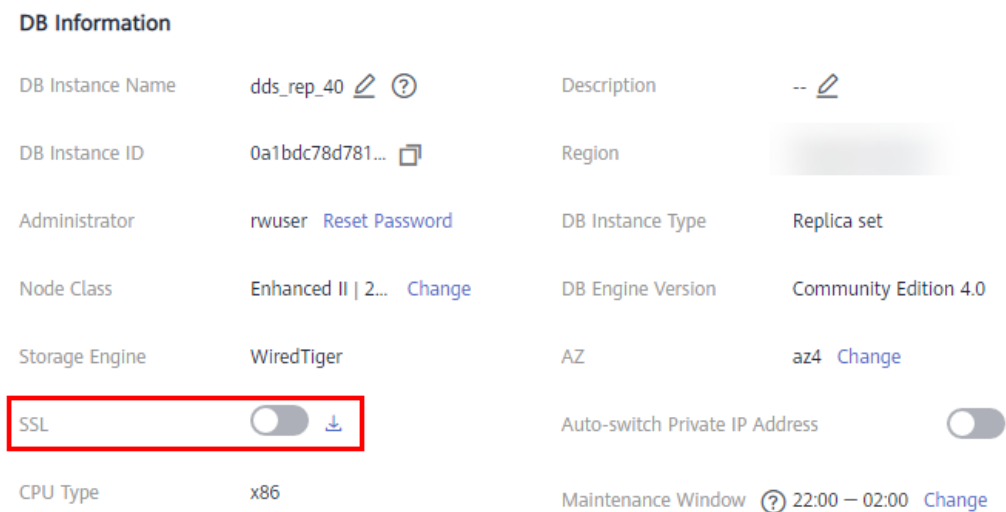 DB Information
DB Instance Name dds_rep_40 Description --
DB Instance ID 0a1bdc78d781... Region
Administrator rwuser Reset Password DB Instance Type Replica set
Node Class Enhanced II | 2... Change DB Engine Version Community Edition 4.0
Storage Engine WiredTiger AZ az4 Change
SSL Auto-switch Private IP Address
CPU Type x86 Maintenance Window 22:00 — 02:00 Change